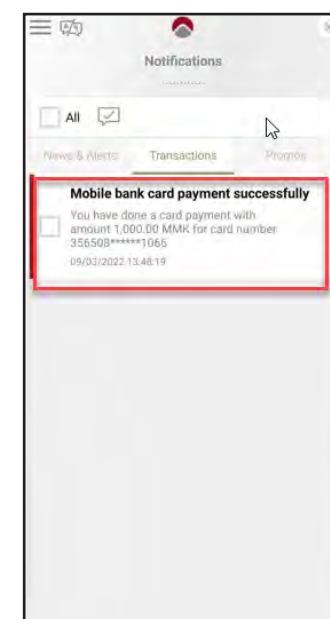 Notifications
All
News & Alerts Transactions Promos
Mobile bank card payment successfully
You have done a card payment with
amount 1,000.00 MMK for card number
356508******1066
09/03/2022 13:48:19